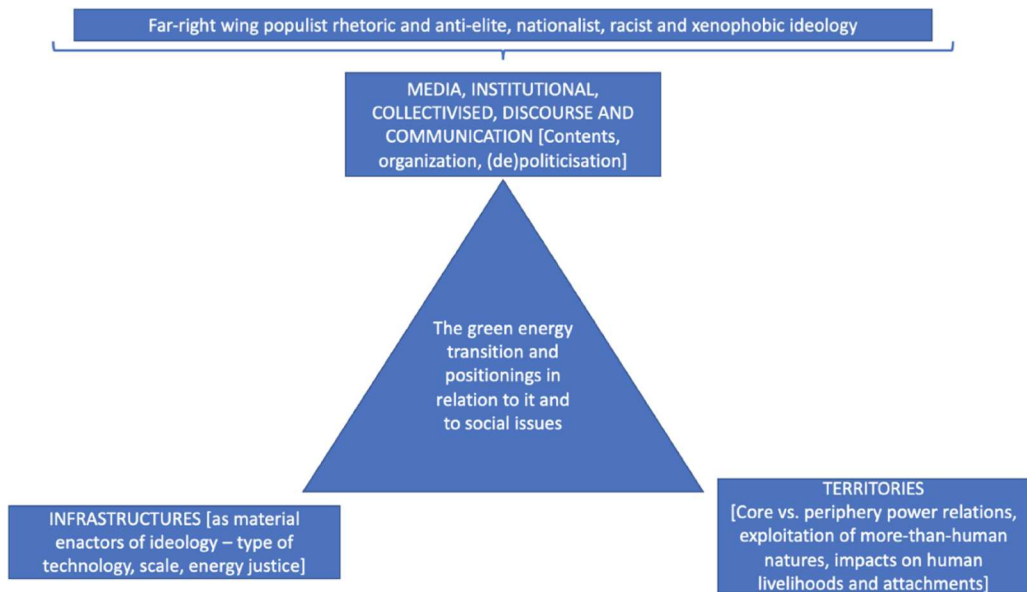 Far-right wing populist rhetoric and anti-elite, nationalist, racist and xenophobic ideology
MEDIA, INSTITUTIONAL,
COLLECTIVISED, DISCOURSE AND
COMMUNICATION [Contents,
organization, (de)politicisation]
The green energy
transition and
positionings in
relation to it and
to social issues
INFRASTRUCTURES [as material
enactors of ideology – type of
technology, scale, energy justice]
TERRITORIES
[Core vs. periphery power relations,
exploitation of more-than-human
natures, impacts on human
livelihoods and attachments]